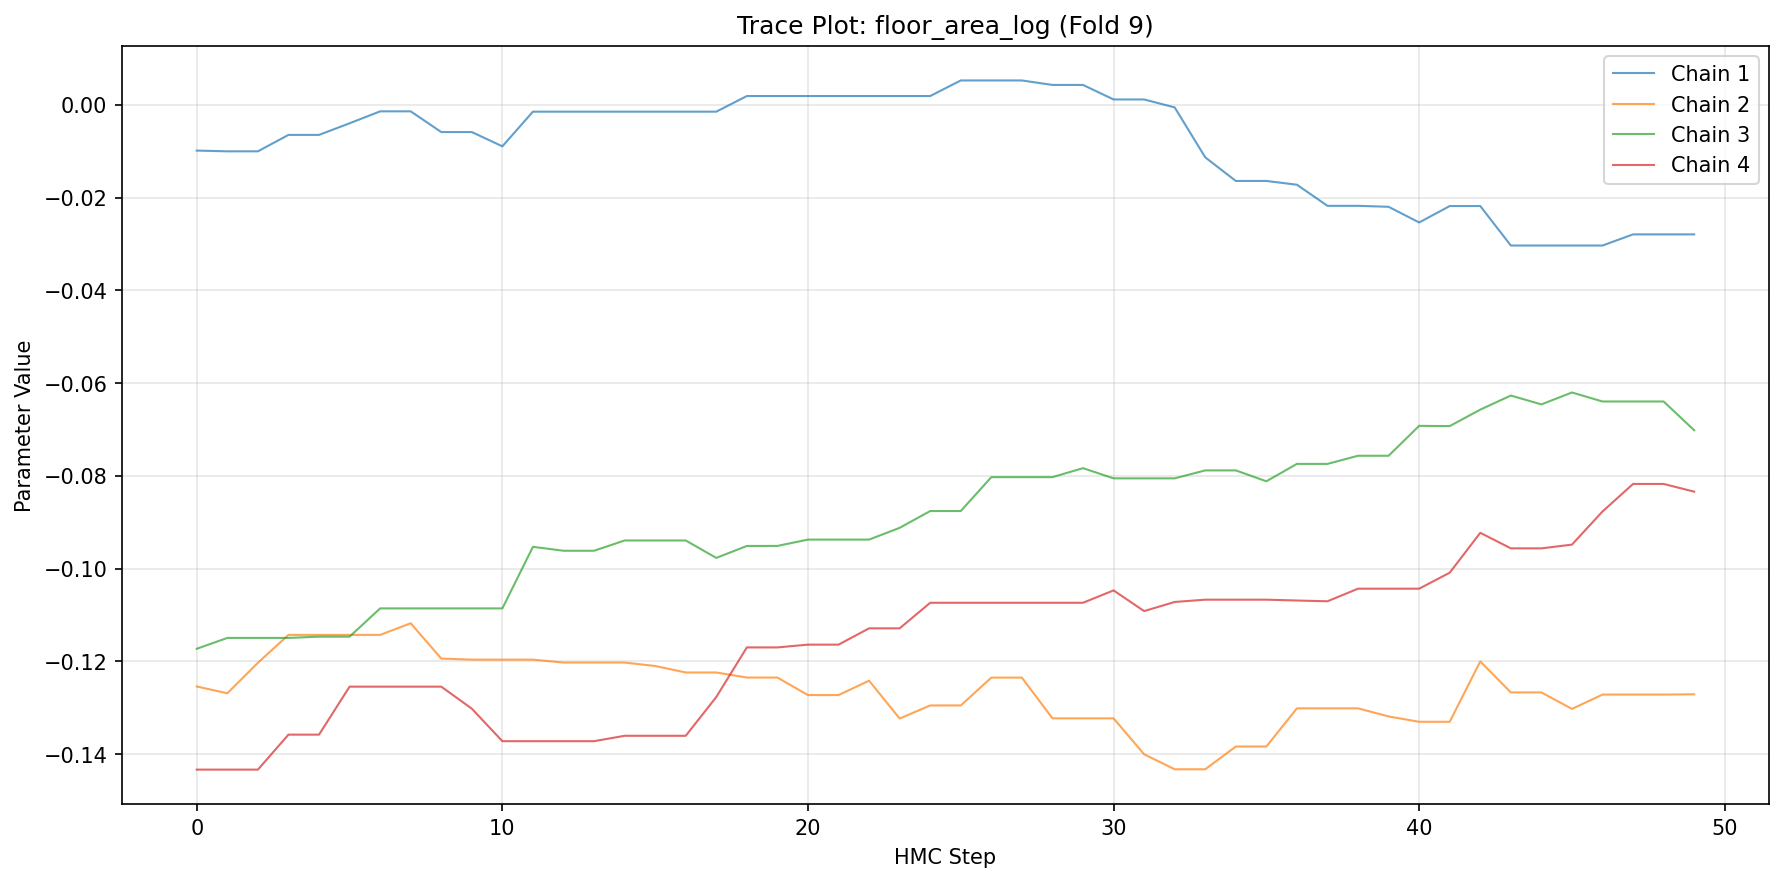 Trace Plot: floor_area_log (Fold 9)
Chain 1
Chain 2
Chain 3
Chain 4
0.00
−0.02
−0.04
−0.06
−0.08
−0.10
−0.12
−0.14
Parameter Value
0 10 20 30 40 50
HMC Step